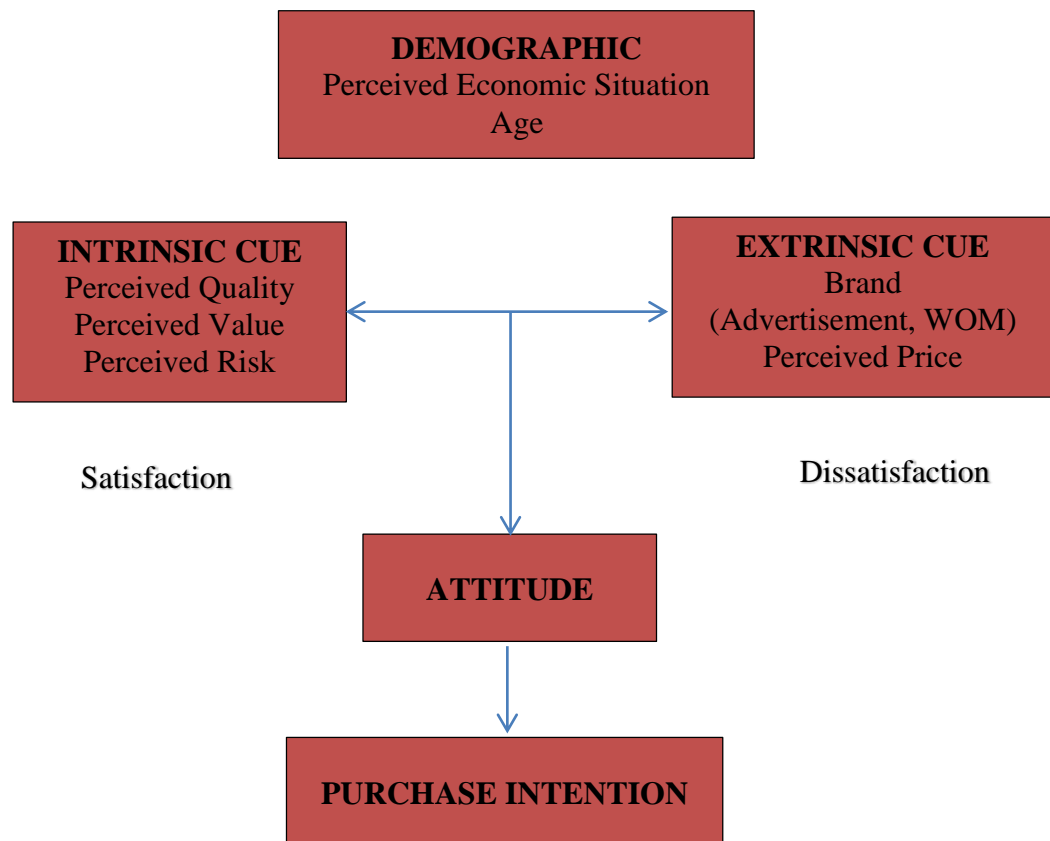 DEMOGRAPHIC
Perceived Economic Situation
Age
INTRINSIC CUE
Perceived Quality
Perceived Value
Perceived Risk
EXTRINSIC CUE
Brand
(Advertisement, WOM)
Perceived Price
Satisfaction
Dissatisfaction
ATTITUDE
PURCHASE INTENTION